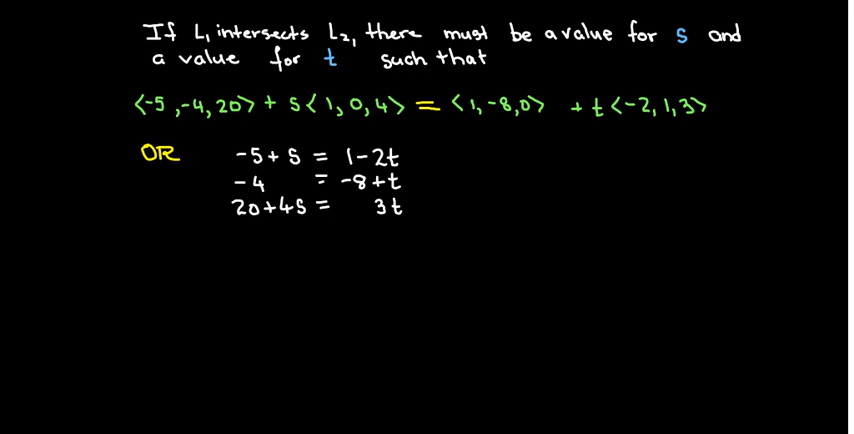 If L₁ intersects L₂, there must be a value for s and
a value for t such that
<-5, -4, 20> + s<1, 0, 4> = <1, -8, 0> + t<-2, 1, 3>
OR -5 + s = 1 - 2t
-4 = -8 + t
20 + 4s = 3t